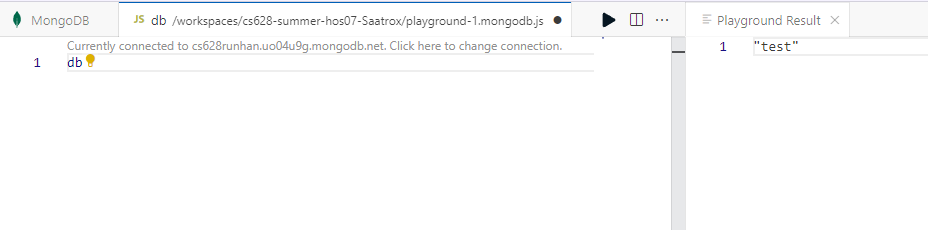 MongoDB
JS db /workspaces/cs628-summer-hos07-Saatrox/playground-1.mongodb.js
Currently connected to cs628runhan.uo04u9g.mongodb.net. Click here to change connection.
1 db
Playground Result
1 "test"